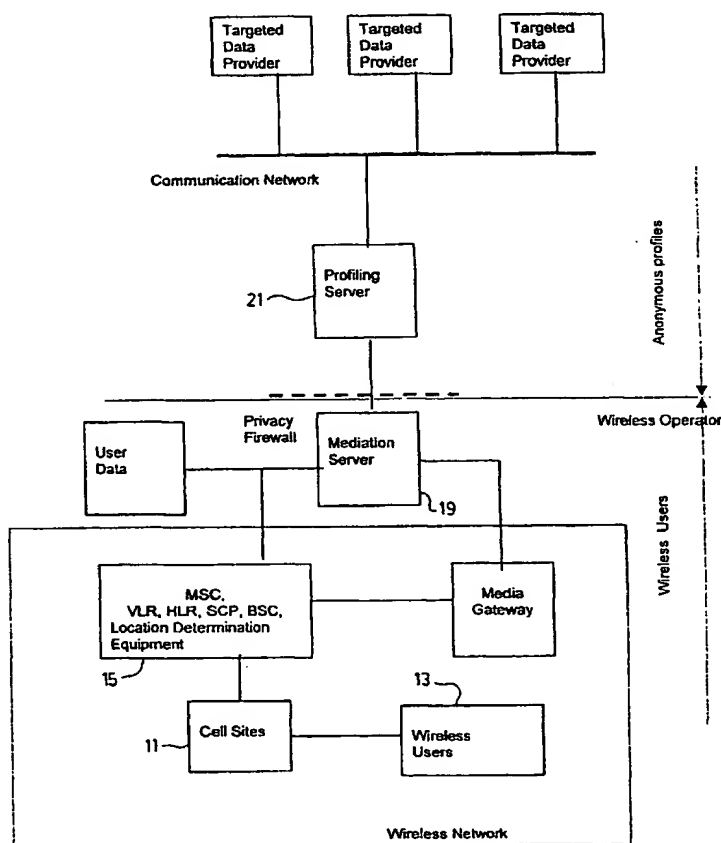 Targeted
Data
Provider
Targeted
Data
Provider
Targeted
Data
Provider
Communication Network
Profiling
Server
21
Anonymous profiles
Privacy
Firewall
Wireless Operator
User
Data
Mediation
Server
19
Wireless Users
MSC,
VLR, HLR, SCP, BSC,
Location Determination
Equipment
15
Media
Gateway
13
11
Cell Sites
Wireless
Users
Wireless Network